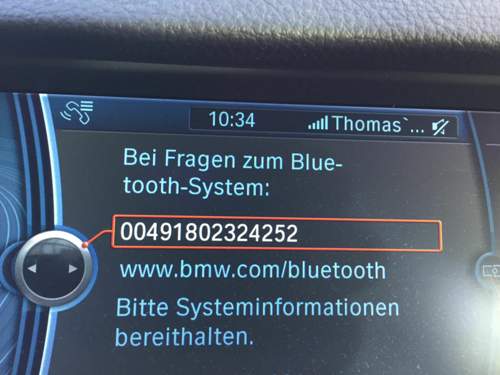 10:34 Thomas`...
Bei Fragen zum Blue-
tooth-System:
00491802324252
www.bmw.com/bluetooth
Bitte Systeminformationen
bereithalten.